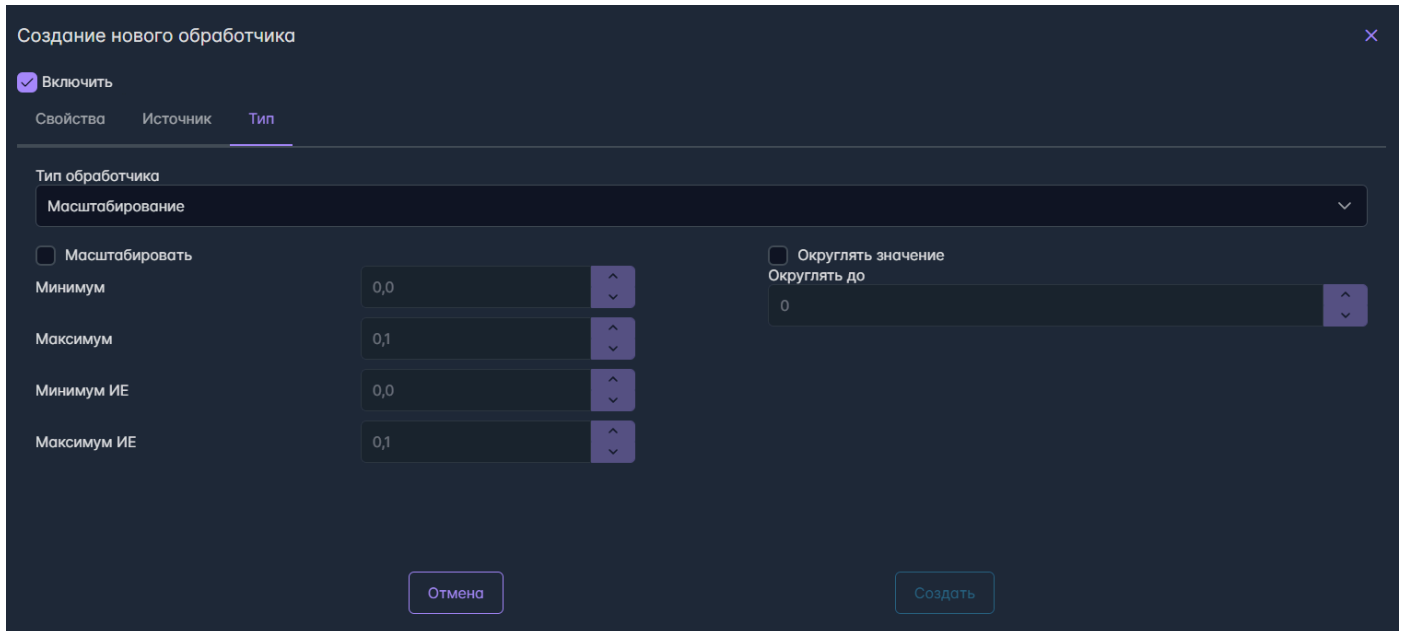 Создание нового обработчика
Включить
Свойства Источник Тип
Тип обработчика
Масштабирование
Масштабировать
Округлять значение
Минимум 0,0
Округлять до
0
Максимум 0,1
Минимум ИЕ 0,0
Максимум ИЕ 0,1
Отмена Создать